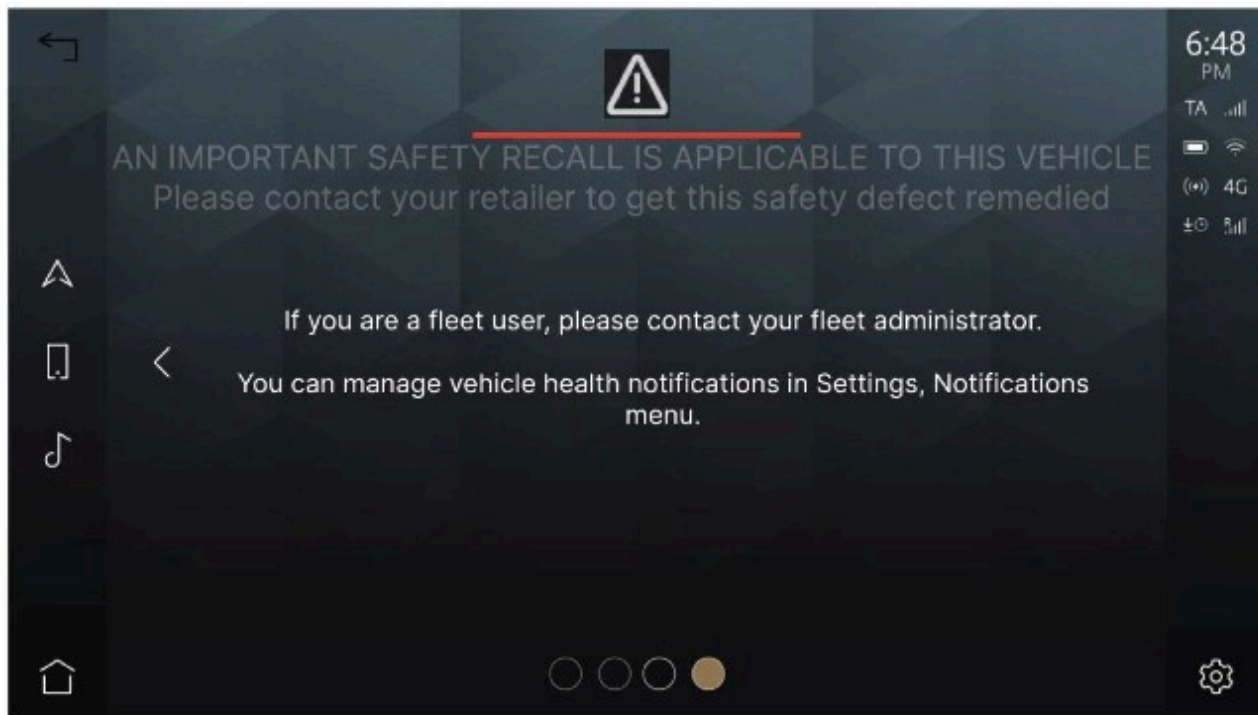 6:48
PM
TA
AN IMPORTANT SAFETY RECALL IS APPLICABLE TO THIS VEHICLE
Please contact your retailer to get this safety defect remedied
4G
R
If you are a fleet user, please contact your fleet administrator.
You can manage vehicle health notifications in Settings, Notifications
menu.